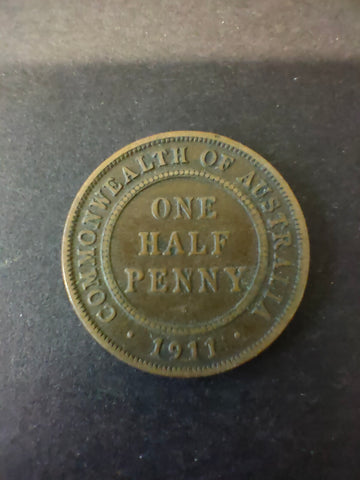 COMMONWEALTH OF AUSTRALIA
ONE
HALF
PENNY
· 1911 ·